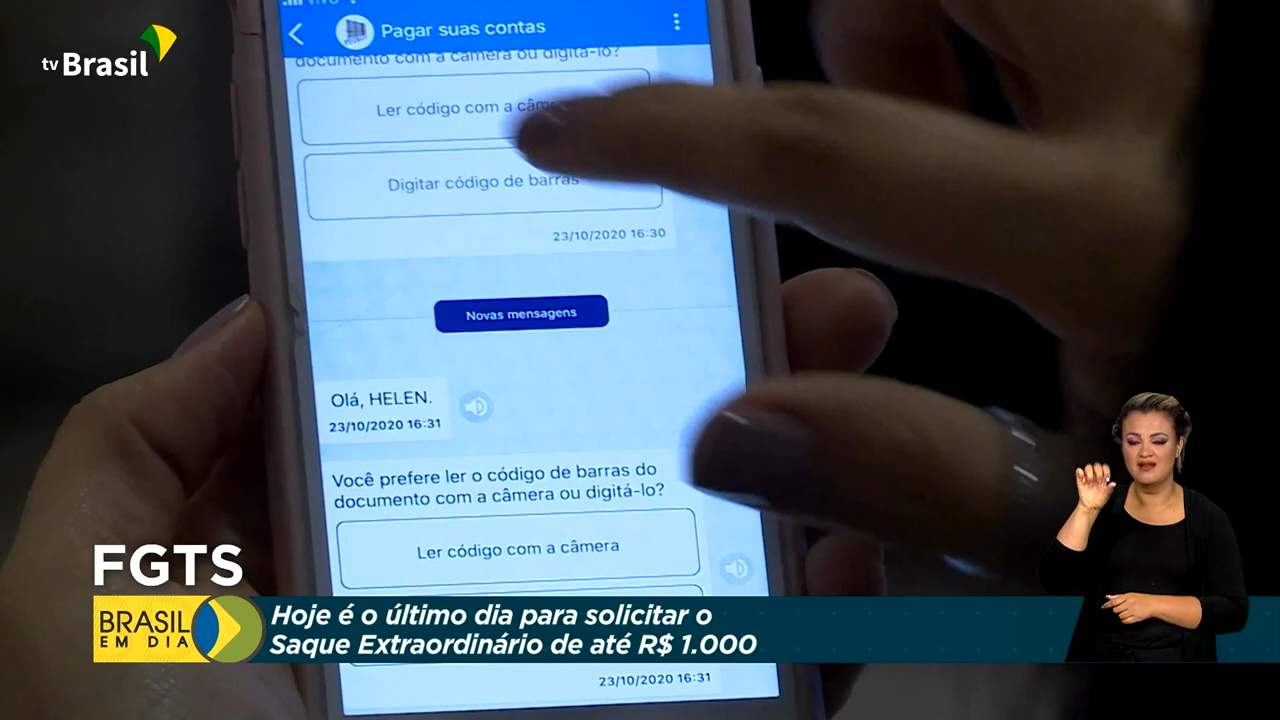 tv Brasil
Pagar suas contas
documento com a câmera ou digitá-lo?
Ler código com a
Digitar código de barras
23/10/2020 16:30
Novas mensagens
Olá, HELEN.
23/10/2020 16:31
Você prefere ler o código de barras do
documento com a câmera ou digitá-lo?
Ler código com a câmera
23/10/2020 16:31
FGTS
BRASIL
EM DIA
Hoje é o último dia para solicitar o
Saque Extraordinário de até R$ 1.000